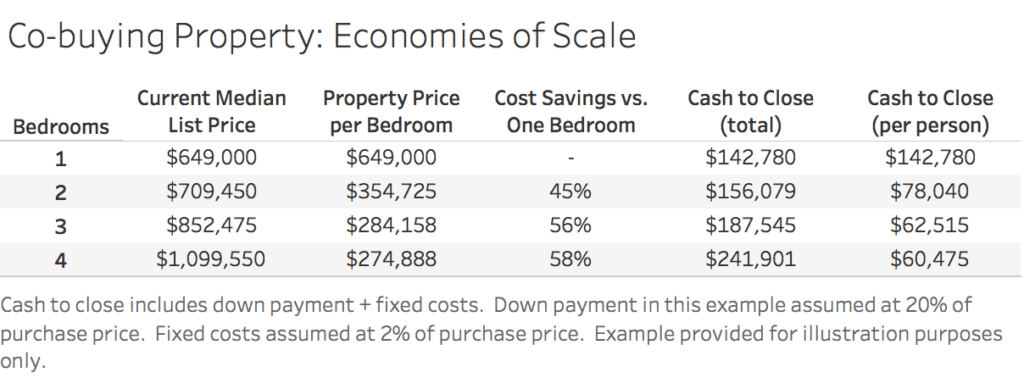 Co-buying Property: Economies of Scale
Current Median Property Price Cost Savings vs. Cash to Close Cash to Close
Bedrooms List Price per Bedroom One Bedroom (total) (per person)
1 $649,000 $649,000 - $142,780 $142,780
2 $709,450 $354,725 45% $156,079 $78,040
3 $852,475 $284,158 56% $187,545 $62,515
4 $1,099,550 $274,888 58% $241,901 $60,475
Cash to close includes down payment + fixed costs. Down payment in this example assumed at 20% of
purchase price. Fixed costs assumed at 2% of purchase price. Example provided for illustration purposes
only.